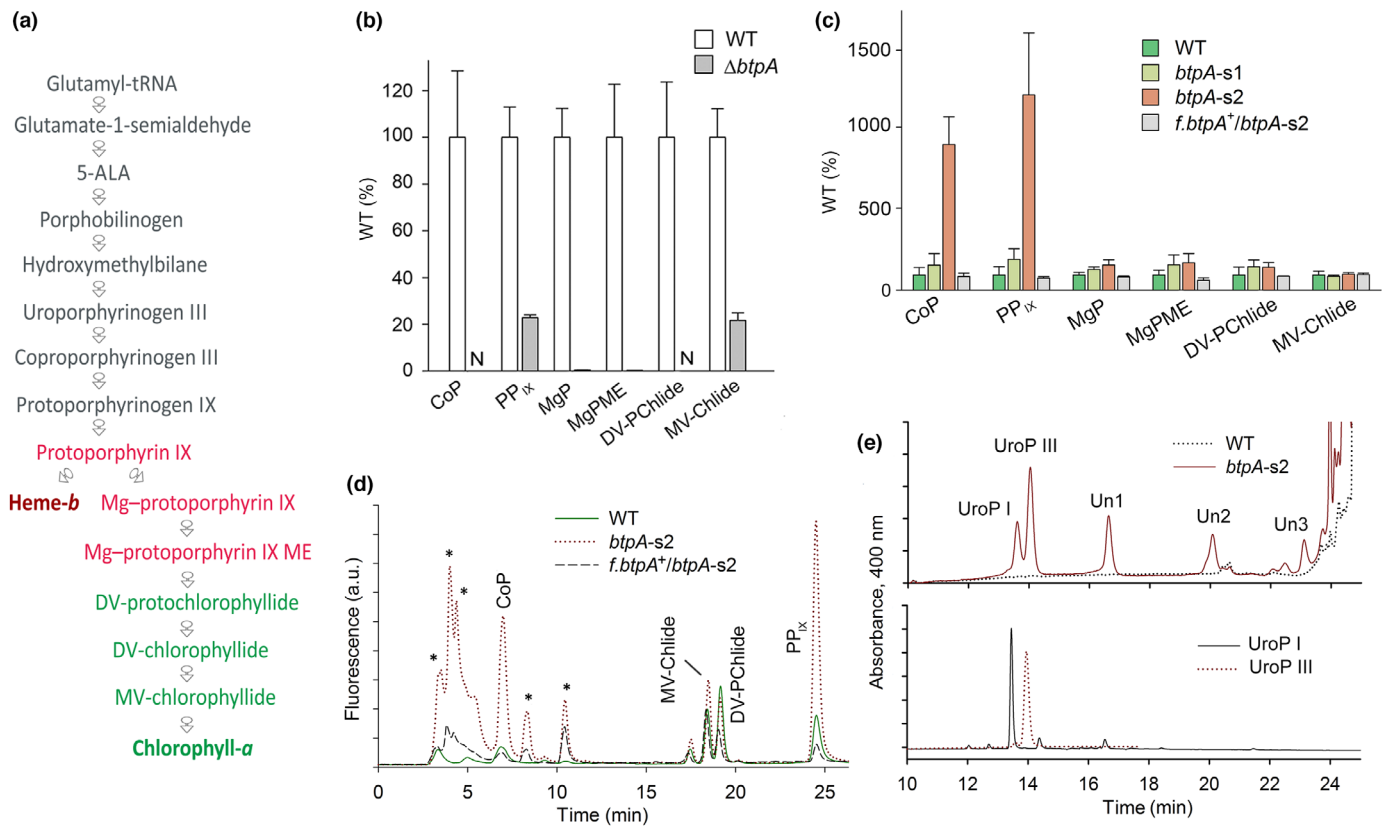 (a)
Glutamyl-tRNA
Glutamate-1-semialdehyde
5-ALA
Porphobilinogen
Hydroxymethylbilane
Uroporphyrinogen III
Coproporphyrinogen III
Protoporphyrinogen IX
Protoporphyrin IX
Heme-b Mg–protoporphyrin IX
Mg–protoporphyrin IX ME
DV-protochlorophyllide
DV-chlorophyllide
MV-chlorophyllide
Chlorophyll-a
(b)
WT
ΔbtpA
WT (%)
120
100
80
60
40
20
0
N
N
CoP
PPIX
MgP
MgPME
DV-PChlide
MV-Chlide
(c)
WT
btpA-s1
btpA-s2
f.btpA+/btpA-s2
WT (%)
1500
1000
500
0
CoP
PPIX
MgP
MgPME
DV-PChlide
MV-Chlide
(d)
WT
btpA-s2
f.btpA+/btpA-s2
Fluorescence (a.u.)
*
*
*
CoP
*
*
MV-Chlide
DV-PChlide
PPIX
0 5 10 15 20 25
Time (min)
(e)
WT
btpA-s2
UroP III
UroP I
Un1
Un2
Un3
Absorbance, 400 nm
UroP I
UroP III
10 12 14 16 18 20 22 24
Time (min)